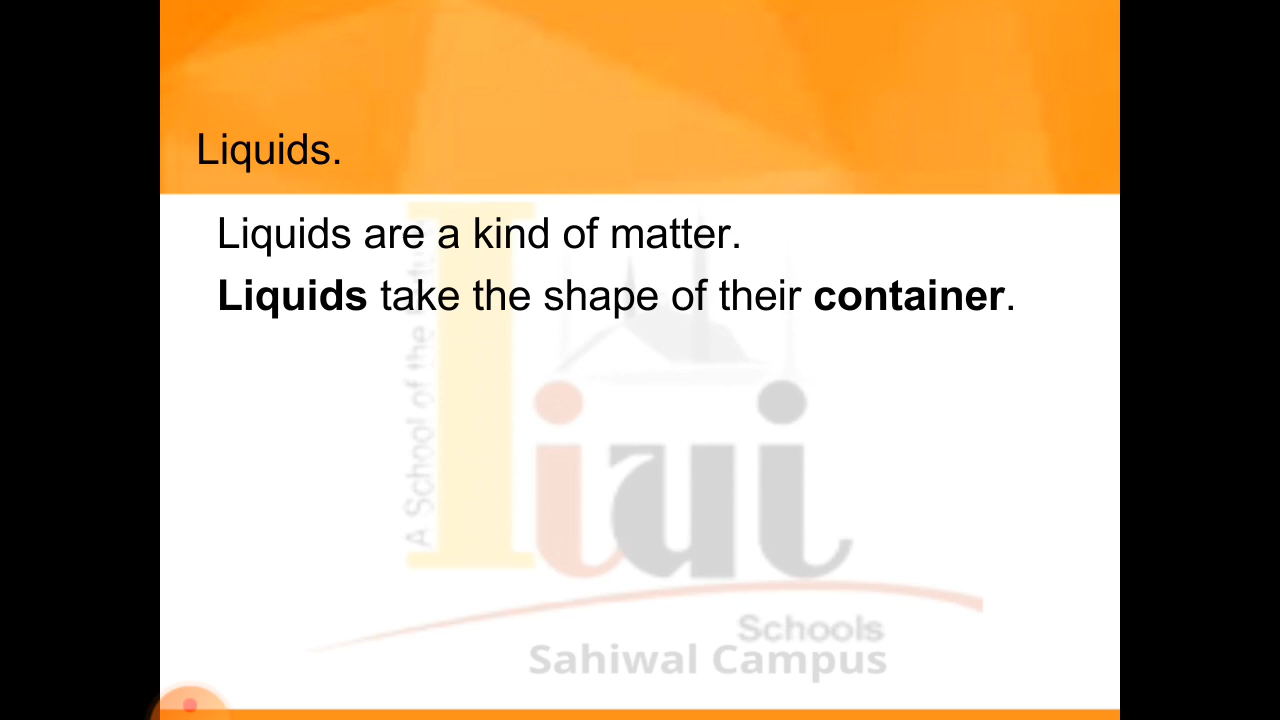 Liquids.
Liquids are a kind of matter.
Liquids take the shape of their container.
A School of the
Iiui
Schools
Sahiwal Campus